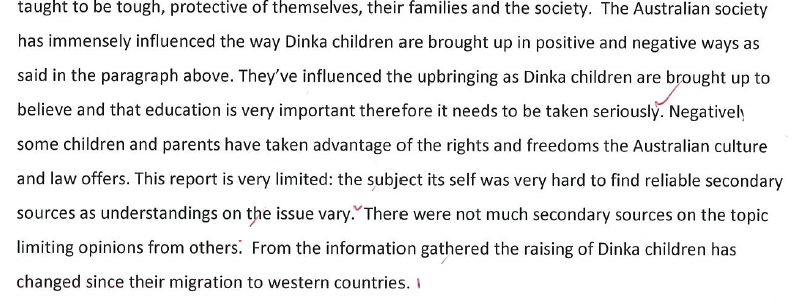 taught to be tough, protective of themselves, their families and the society. The Australian society
has immensely influenced the way Dinka children are brought up in positive and negative ways as
said in the paragraph above. They've influenced the upbringing as Dinka children are brought up to
believe and that education is very important therefore it needs to be taken seriously. Negatively
some children and parents have taken advantage of the rights and freedoms the Australian culture
and law offers. This report is very limited: the subject its self was very hard to find reliable secondary
sources as understandings on the issue vary. There were not much secondary sources on the topic
limiting opinions from others. From the information gathered the raising of Dinka children has
changed since their migration to western countries.